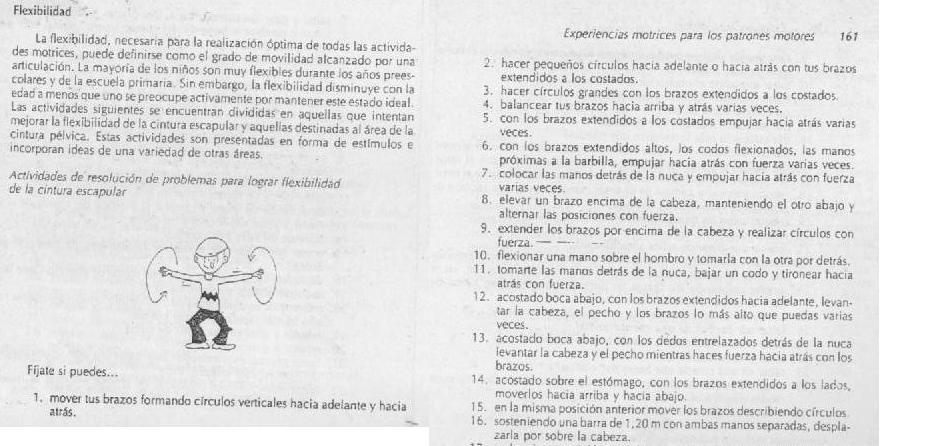 Flexibilidad
La flexibilidad, necesaria para la realización óptima de todas las activida-
des motrices, puede definirse como el grado de movilidad alcanzado por una
articulación. La mayoría de los niños son muy flexibles durante los años prees-
colares y de la escuela primaria. Sin embargo, la flexibilidad disminuye con la
edad a menos que uno se preocupe activamente por mantener este estado ideal.
Las actividades siguientes se encuentran divididas en aquellas que intentan
mejorar la flexibilidad de la cintura escapular y aquellas destinadas al área de la
cintura pélvica. Estas actividades son presentadas en forma de estímulos e
incorporan ideas de una variedad de otras áreas.
Actividades de resolución de problemas para lograr flexibilidad
de la cintura escapular
Fíjate si puedes...
1. mover tus brazos formando círculos verticales hacia adelante y hacia
atrás.
Experiencias motrices para los patrones motores 161
2. hacer pequeños círculos hacia adelante o hacia atrás con tus brazos
extendidos a los costados.
3. hacer círculos grandes con los brazos extendidos a los costados.
4. balancear tus brazos hacia arriba y atrás varias veces.
5. con los brazos extendidos a los costados empujar hacia atrás varias
veces.
6. con los brazos extendidos altos, los codos flexionados, las manos
próximas a la barbilla, empujar hacia atrás con fuerza varias veces.
7. colocar las manos detrás de la nuca y empujar hacia atrás con fuerza
varias veces.
8. elevar un brazo encima de la cabeza, manteniendo el otro abajo y
alternar las posiciones con fuerza.
9. extender los brazos por encima de la cabeza y realizar círculos con
fuerza.
10. flexionar una mano sobre el hombro y tomarla con la otra por detrás.
11. tomarte las manos detrás de la nuca, bajar un codo y tironear hacia
atrás con fuerza.
12. acostado boca abajo, con los brazos extendidos hacia adelante, levan-
tar la cabeza, el pecho y los brazos lo más alto que puedas varias
veces.
13. acostado boca abajo, con los dedos entrelazados detrás de la nuca
levantar la cabeza y el pecho mientras haces fuerza hacia atrás con los
brazos.
14. acostado sobre el estómago, con los brazos extendidos a los lados,
moverlos hacia arriba y hacia abajo.
15. en la misma posición anterior mover los brazos describiendo círculos.
16. sosteniendo una barra de 1,20 m con ambas manos separadas, despla-
zarla por sobre la cabeza.